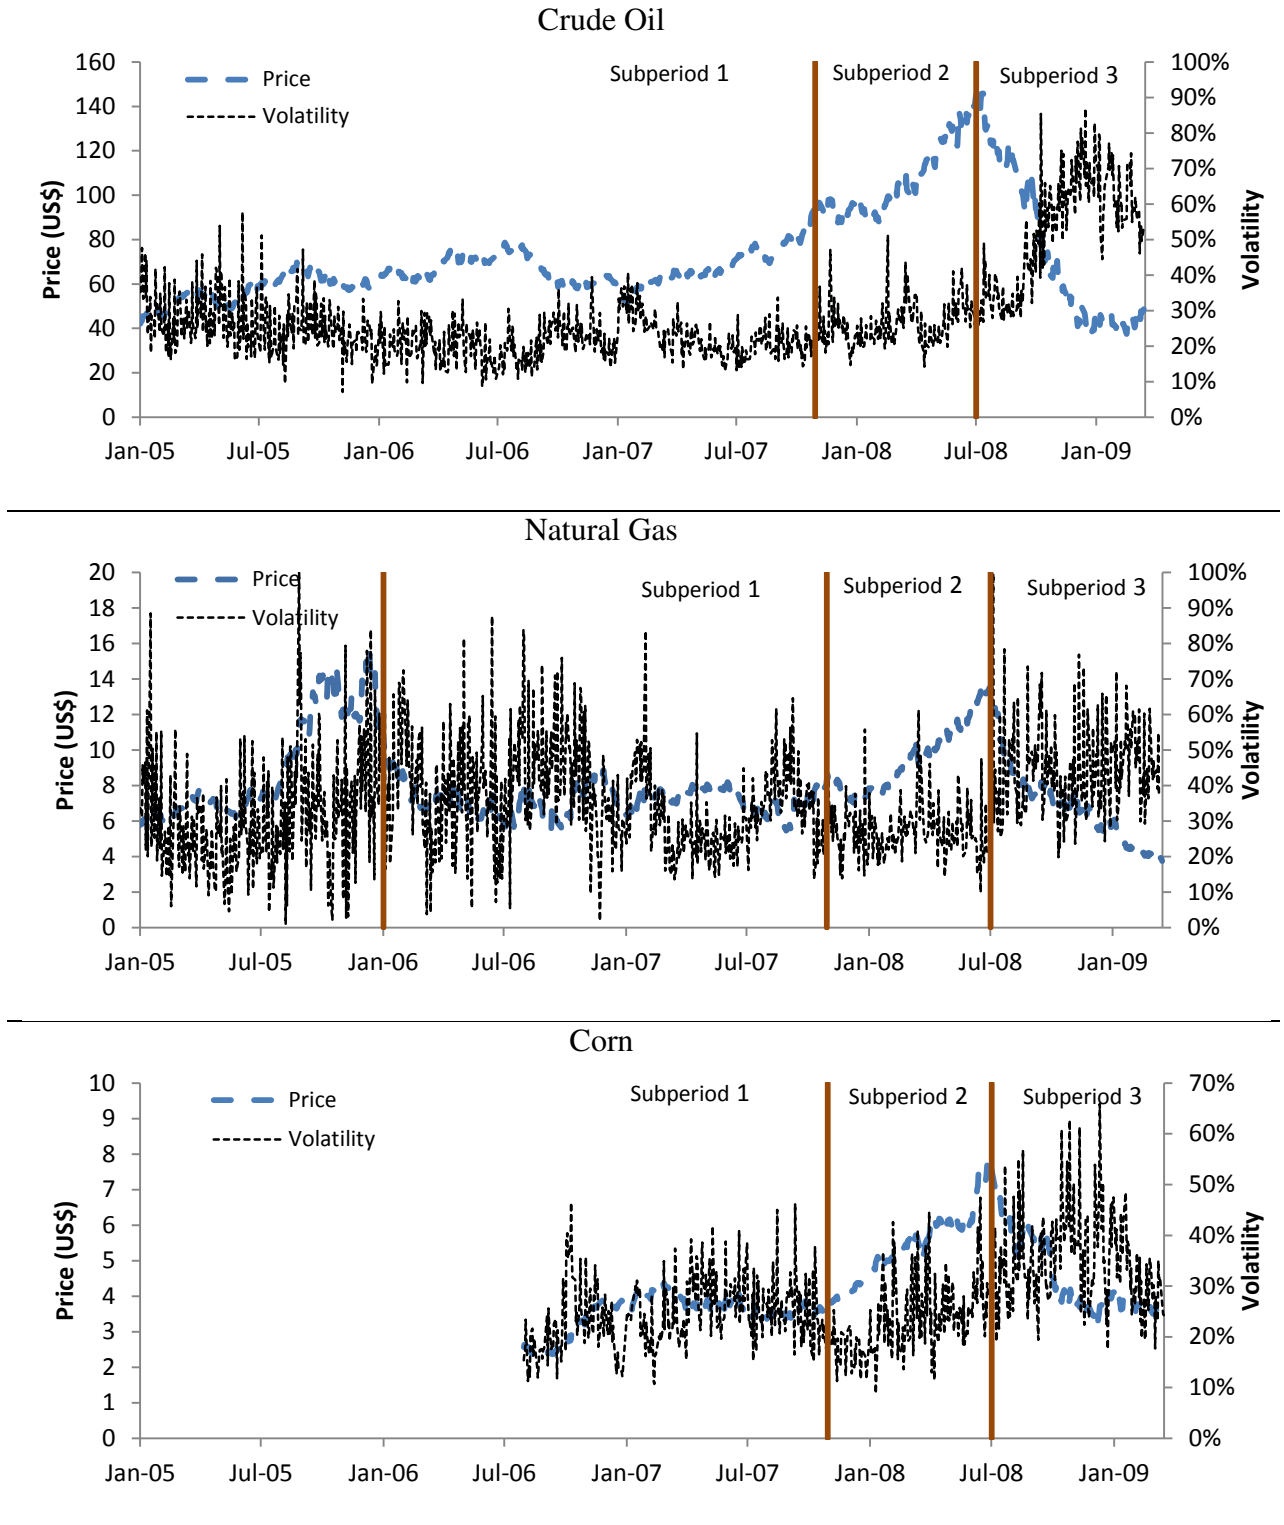 Crude Oil
160 100%
Price Subperiod 1 Subperiod 2 Subperiod 3
140 90%
Volatility 80%
120 70%
100 60%
Price (US$) 80 50% Volatility
60 40%
40 30%
20%
20 10%
0 0%
Jan-05 Jul-05 Jan-06 Jul-06 Jan-07 Jul-07 Jan-08 Jul-08 Jan-09
Natural Gas
20 100%
Price Subperiod 1 Subperiod 2 Subperiod 3
18 90%
Volatility
16 80%
14 70%
12 60%
Price (US$) 10 50% Volatility
8 40%
6 30%
4 20%
2 10%
0 0%
Jan-05 Jul-05 Jan-06 Jul-06 Jan-07 Jul-07 Jan-08 Jul-08 Jan-09
Corn
10 70%
Price Subperiod 1 Subperiod 2 Subperiod 3
9 60%
Volatility
8
7 50%
6 40%
Price (US$) 5 Volatility
4 30%
3 20%
2
1 10%
0 0%
Jan-05 Jul-05 Jan-06 Jul-06 Jan-07 Jul-07 Jan-08 Jul-08 Jan-09